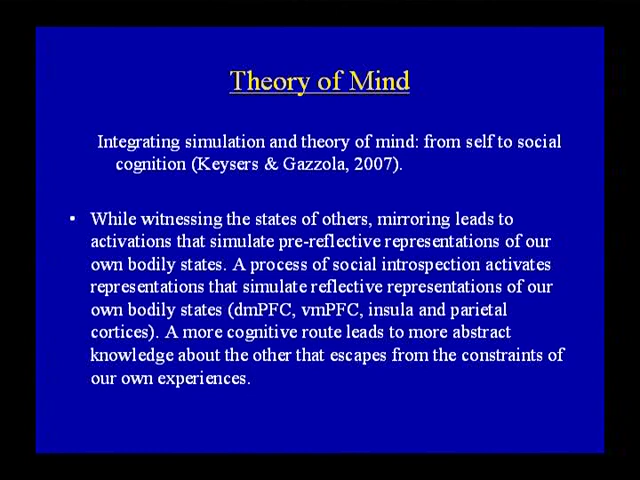 Theory of Mind
Integrating simulation and theory of mind: from self to social
cognition (Keysers & Gazzola, 2007).
▪ While witnessing the states of others, mirroring leads to
activations that simulate pre-reflective representations of our
own bodily states. A process of social introspection activates
representations that simulate reflective representations of our
own bodily states (dmPFC, vmPFC, insula and parietal
cortices). A more cognitive route leads to more abstract
knowledge about the other that escapes from the constraints of
our own experiences.